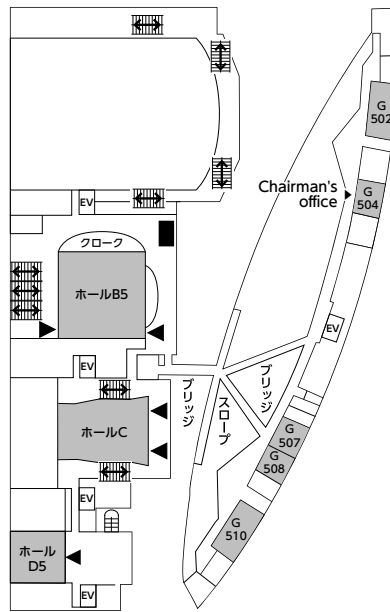 G
502
Chairman's
office
G
504
EV
クローク
ホールB5
EV
EV
ブリッジ
スロープ
ブリッジ
ホールC
G
507
G
508
EV
G
510
ホール
D5
EV